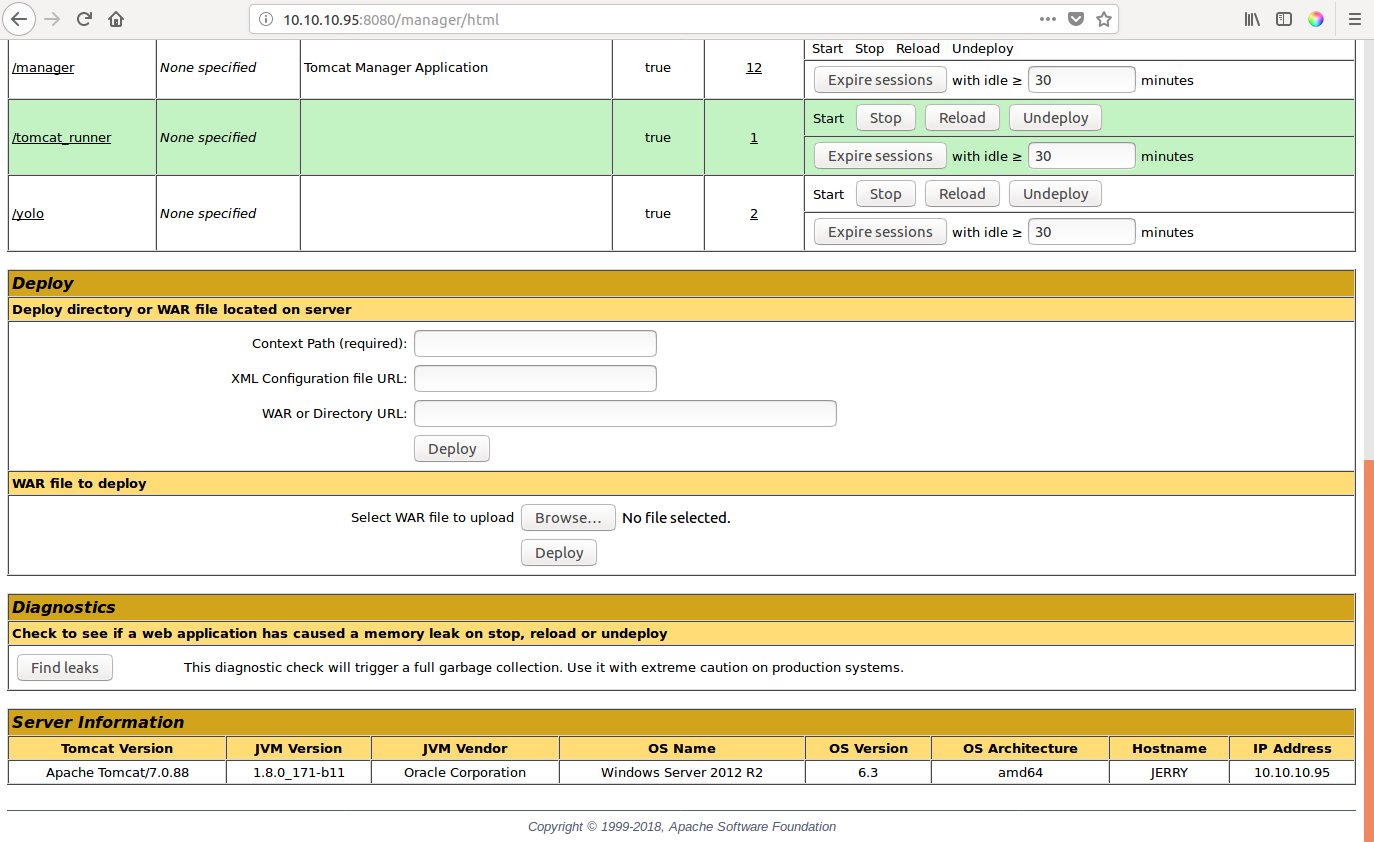 10.10.10.95:8080/manager/html
Start Stop Reload Undeploy
/manager None specified Tomcat Manager Application true 12
Expire sessions with idle ≥ 30 minutes
Start Stop Reload Undeploy
/tomcat_runner None specified true 1
Expire sessions with idle ≥ 30 minutes
Start Stop Reload Undeploy
/yolo None specified true 2
Expire sessions with idle ≥ 30 minutes
Deploy
Deploy directory or WAR file located on server
Context Path (required):
XML Configuration file URL:
WAR or Directory URL:
Deploy
WAR file to deploy
Select WAR file to upload Browse... No file selected.
Deploy
Diagnostics
Check to see if a web application has caused a memory leak on stop, reload or undeploy
Find leaks This diagnostic check will trigger a full garbage collection. Use it with extreme caution on production systems.
Server Information
Tomcat Version JVM Version JVM Vendor OS Name OS Version OS Architecture Hostname IP Address
Apache Tomcat/7.0.88 1.8.0_171-b11 Oracle Corporation Windows Server 2012 R2 6.3 amd64 JERRY 10.10.10.95
Copyright © 1999-2018, Apache Software Foundation